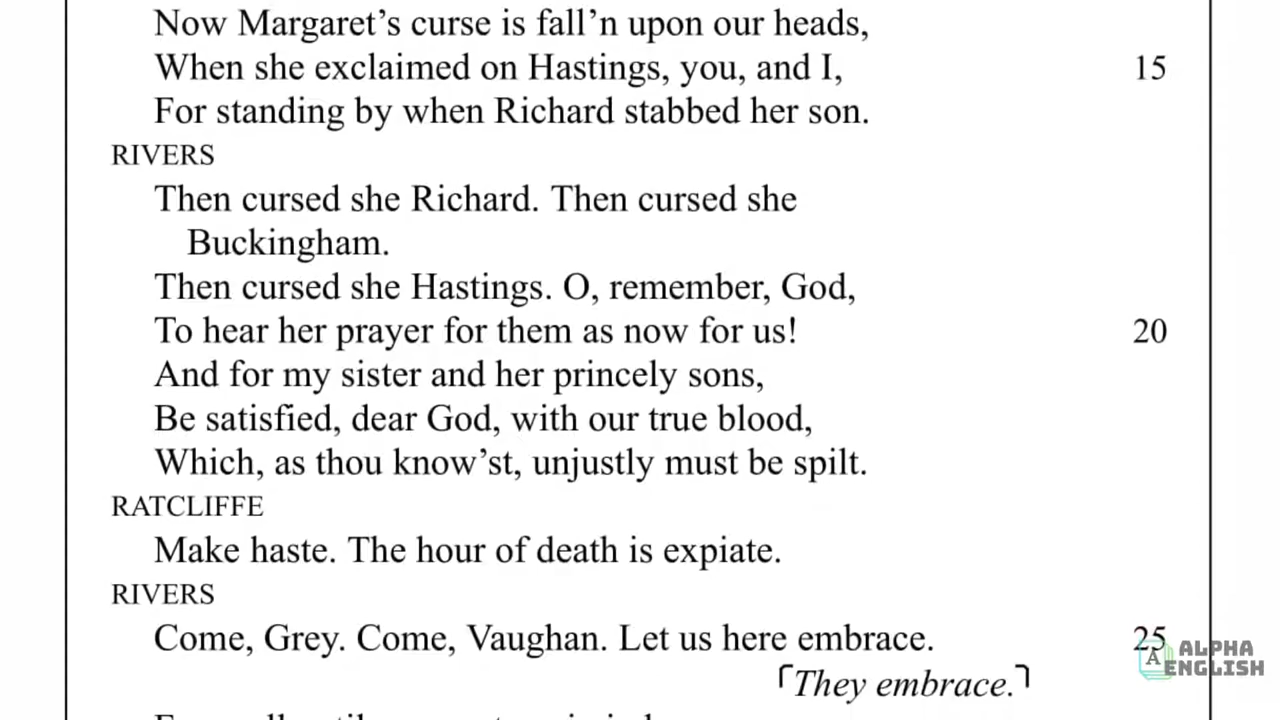 Now Margaret’s curse is fall’n upon our heads,
When she exclaimed on Hastings, you, and I, 15
For standing by when Richard stabbed her son.
RIVERS
Then cursed she Richard. Then cursed she
Buckingham.
Then cursed she Hastings. O, remember, God,
To hear her prayer for them as now for us! 20
And for my sister and her princely sons,
Be satisfied, dear God, with our true blood,
Which, as thou know’st, unjustly must be spilt.
RATCLIFFE
Make haste. The hour of death is expiate.
RIVERS
Come, Grey. Come, Vaughan. Let us here embrace. 25
⌜They embrace.⌝
A ALPHA
ENGLISH